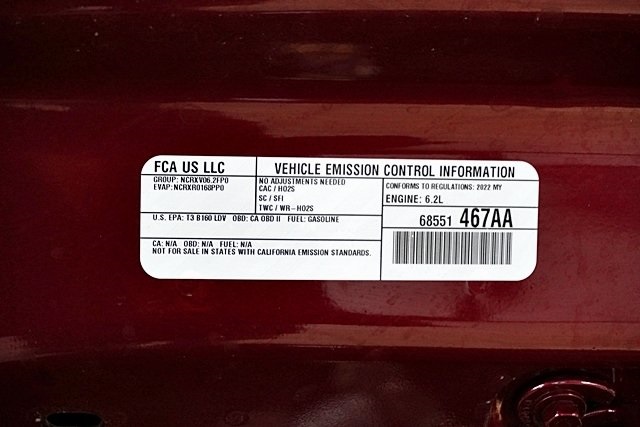 FCA US LLC
VEHICLE EMISSION CONTROL INFORMATION
GROUP: NCRXV06.2FP0
EVAP: NCRXR0168PP0
NO ADJUSTMENTS NEEDED
CAC / HO2S
SC / SFI
TWC / WR-HO2S
CONFORMS TO REGULATIONS: 2022 MY
ENGINE: 6.2L
U.S. EPA: T3 B160 LDV OBD: CA OBD II FUEL: GASOLINE
68551 467AA
CA: N/A OBD: N/A FUEL: N/A
NOT FOR SALE IN STATES WITH CALIFORNIA EMISSION STANDARDS.